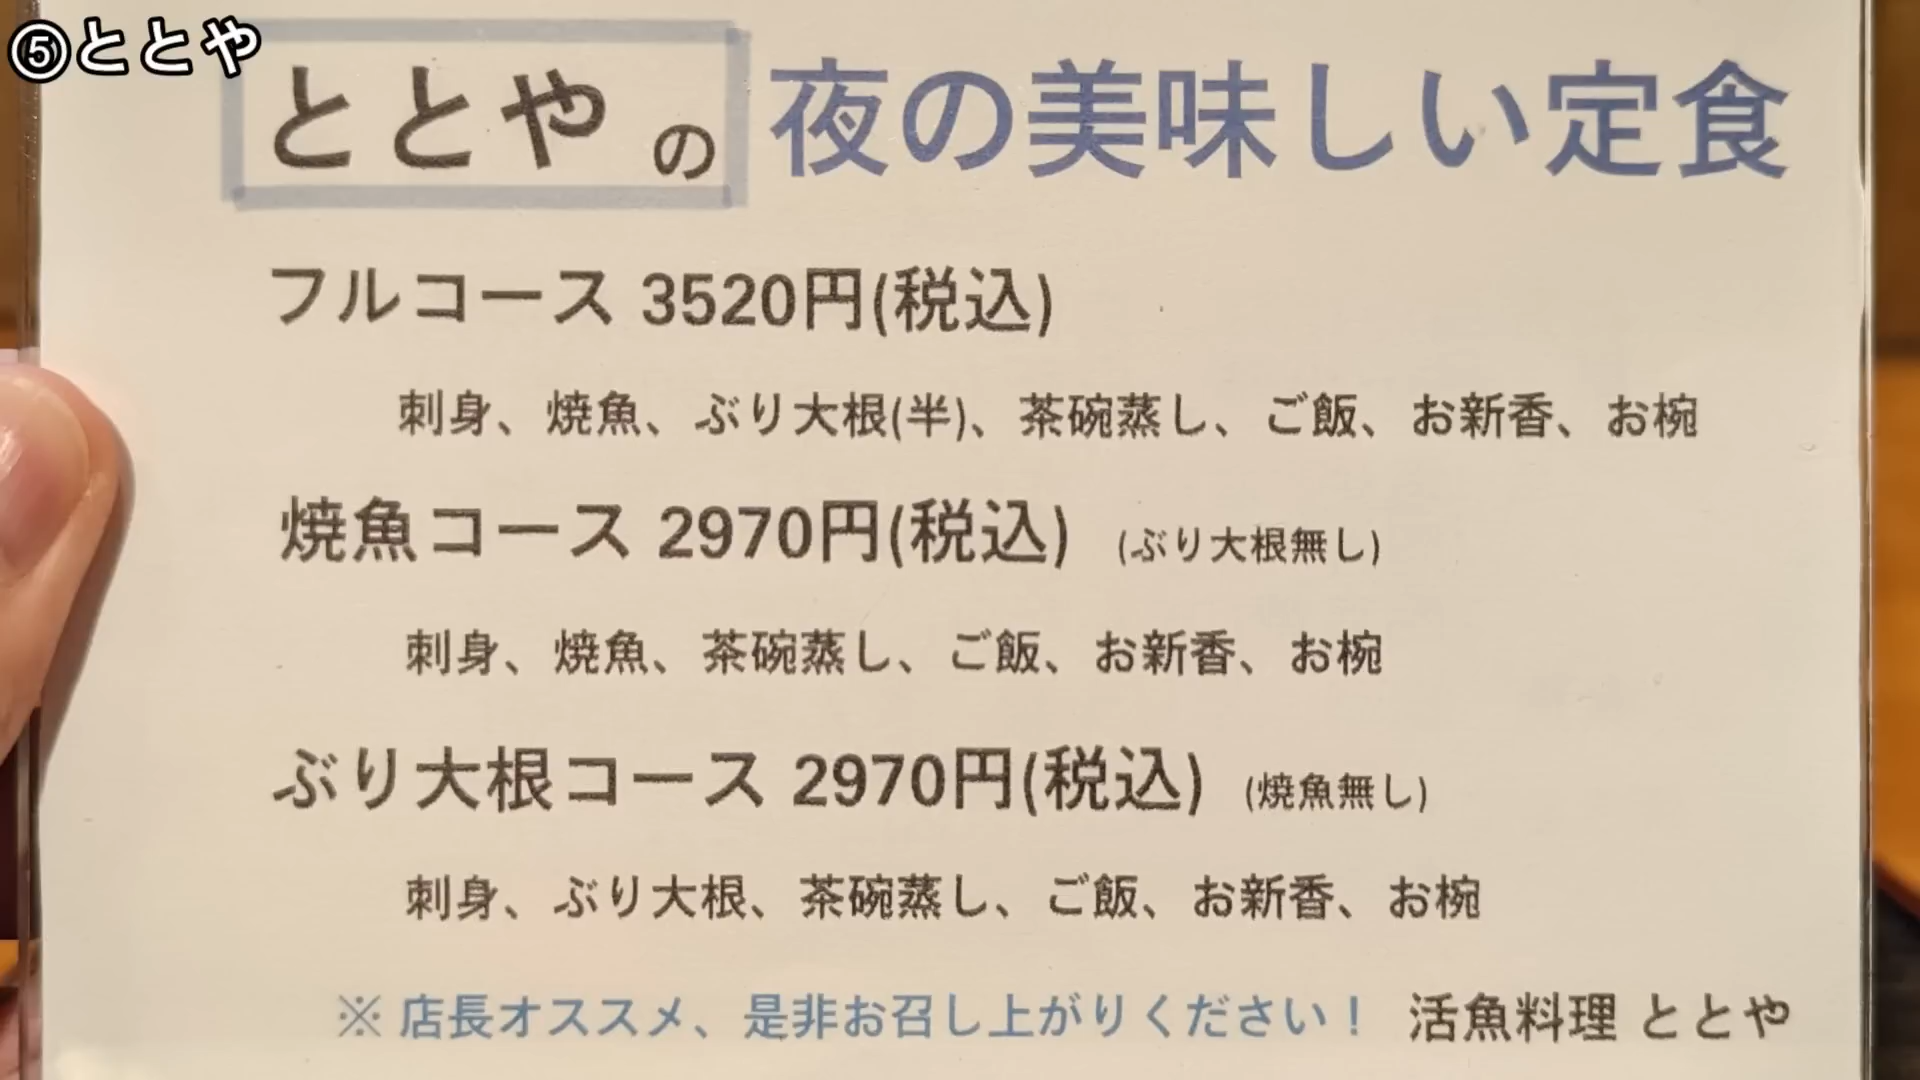 ⑤ととや
ととやの夜の美味しい定食
フルコース 3520円(税込)
刺身、焼魚、ぶり大根(半)、茶碗蒸し、ご飯、お新香、お椀
焼魚コース 2970円(税込) (ぶり大根無し)
刺身、焼魚、茶碗蒸し、ご飯、お新香、お椀
ぶり大根コース 2970円(税込) (焼魚無し)
刺身、ぶり大根、茶碗蒸し、ご飯、お新香、お椀
※ 店長オススメ、是非お召し上がりください！ 活魚料理 ととや